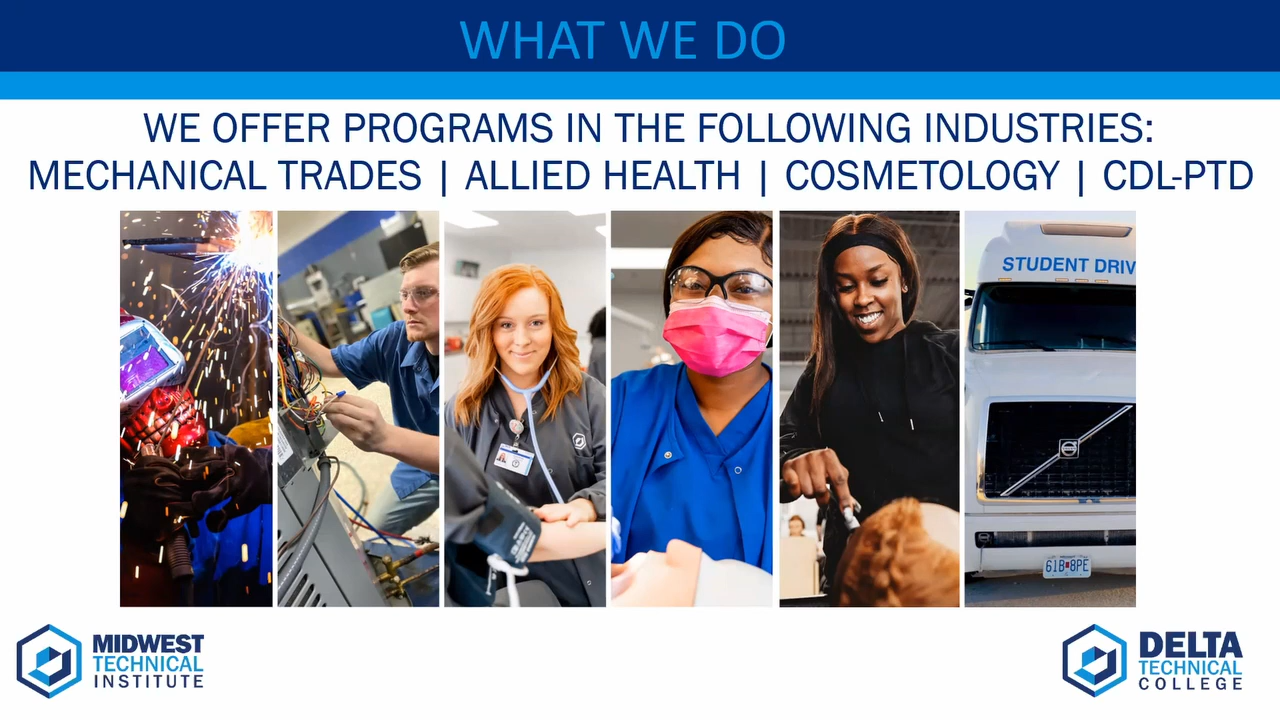 WHAT WE DO
WE OFFER PROGRAMS IN THE FOLLOWING INDUSTRIES:
MECHANICAL TRADES | ALLIED HEALTH | COSMETOLOGY | CDL-PTD
STUDENT DRIV
61B 8PE
MIDWEST
TECHNICAL
INSTITUTE
DELTA
TECHNICAL
COLLEGE